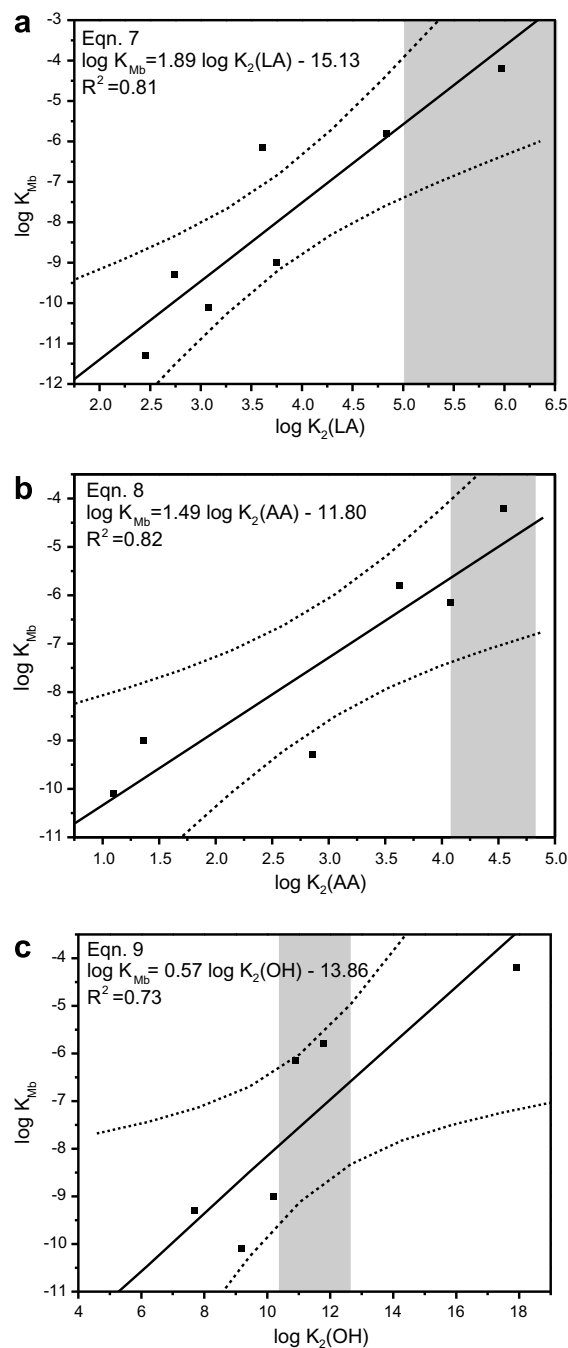 a
Eqn. 7
log K_Mb=1.89 log K_2(LA) - 15.13
R^2=0.81
-3
-4
-5
-6
-7
-8
-9
-10
-11
-12
log K_Mb
2.0 2.5 3.0 3.5 4.0 4.5 5.0 5.5 6.0 6.5
log K_2(LA)
b
Eqn. 8
log K_Mb=1.49 log K_2(AA) - 11.80
R^2=0.82
-4
-5
-6
-7
-8
-9
-10
-11
log K_Mb
1.0 1.5 2.0 2.5 3.0 3.5 4.0 4.5 5.0
log K_2(AA)
c
Eqn. 9
log K_Mb= 0.57 log K_2(OH) - 13.86
R^2=0.73
-4
-5
-6
-7
-8
-9
-10
-11
log K_Mb
4 6 8 10 12 14 16 18
log K_2(OH)